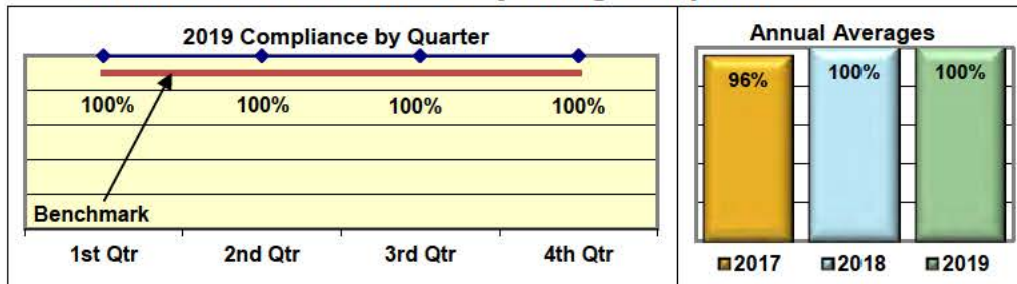 2019 Compliance by Quarter
100% 100% 100% 100%
Benchmark
1st Qtr 2nd Qtr 3rd Qtr 4th Qtr
Annual Averages
96% 100% 100%
2017 2018 2019